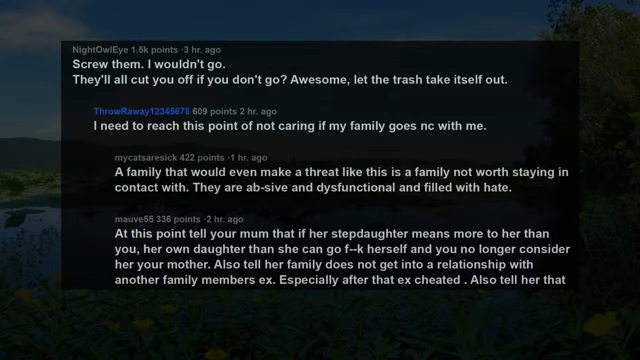 NightOwlEye 1.5k points ·3 hr. ago
Screw them. I wouldn't go.
They'll all cut you off if you don't go? Awesome, let the trash take itself out.
ThrowRaway12345678 609 points 2 hr. ago
I need to reach this point of not caring if my family goes nc with me.
mycatsaresick 422 points ·1 hr. ago
A family that would even make a threat like this is a family not worth staying in
contact with. They are ab-sive and dysfunctional and filled with hate.
mauve55 336 points ·2 hr. ago
At this point tell your mum that if her stepdaughter means more to her than
you, her own daughter than she can go f--k herself and you no longer consider
her your mother. Also tell her family does not get into a relationship with
another family members ex. Especially after that ex cheated . Also tell her that